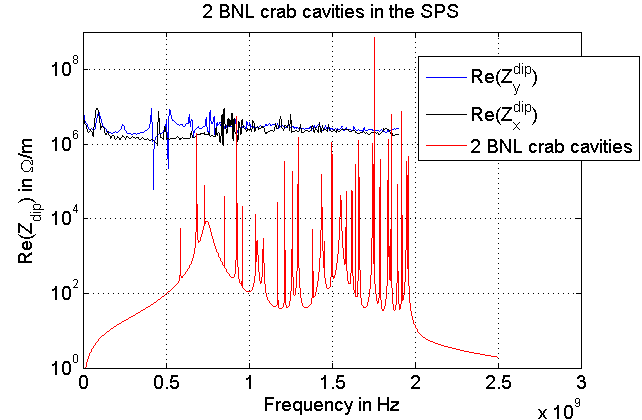 2 BNL crab cavities in the SPS
Re(Z_y^dip)
Re(Z_x^dip)
2 BNL crab cavities
Re(Z_dip) in Ω/m
10^8
10^6
10^4
10^2
10^0
0 0.5 1 1.5 2 2.5 3
Frequency in Hz
x 10^9